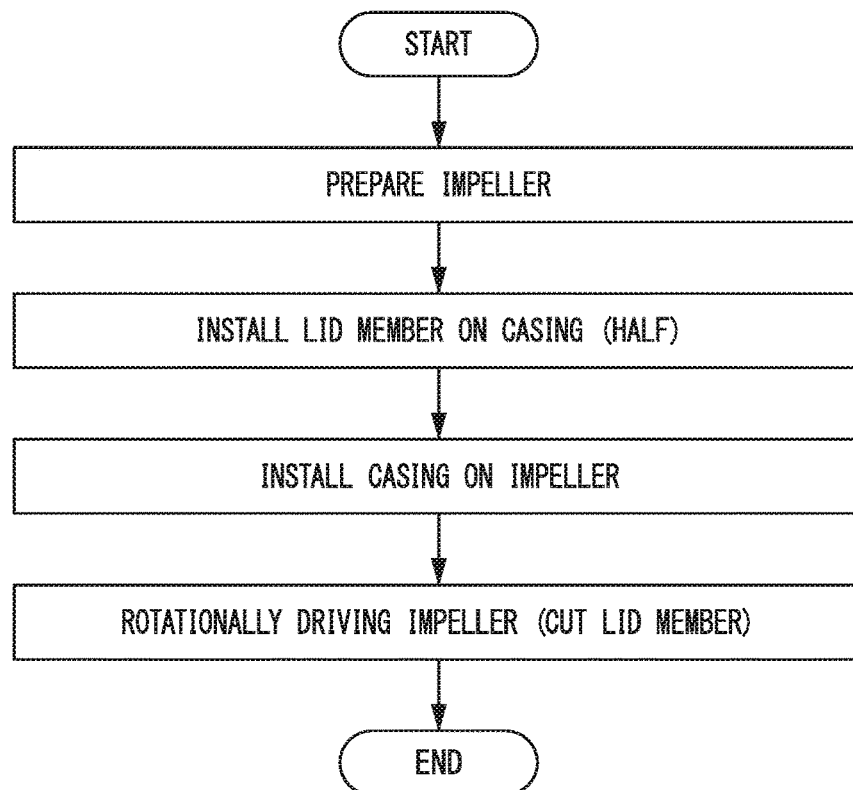 START
PREPARE IMPELLER
INSTALL LID MEMBER ON CASING (HALF)
INSTALL CASING ON IMPELLER
ROTATIONALLY DRIVING IMPELLER (CUT LID MEMBER)
END